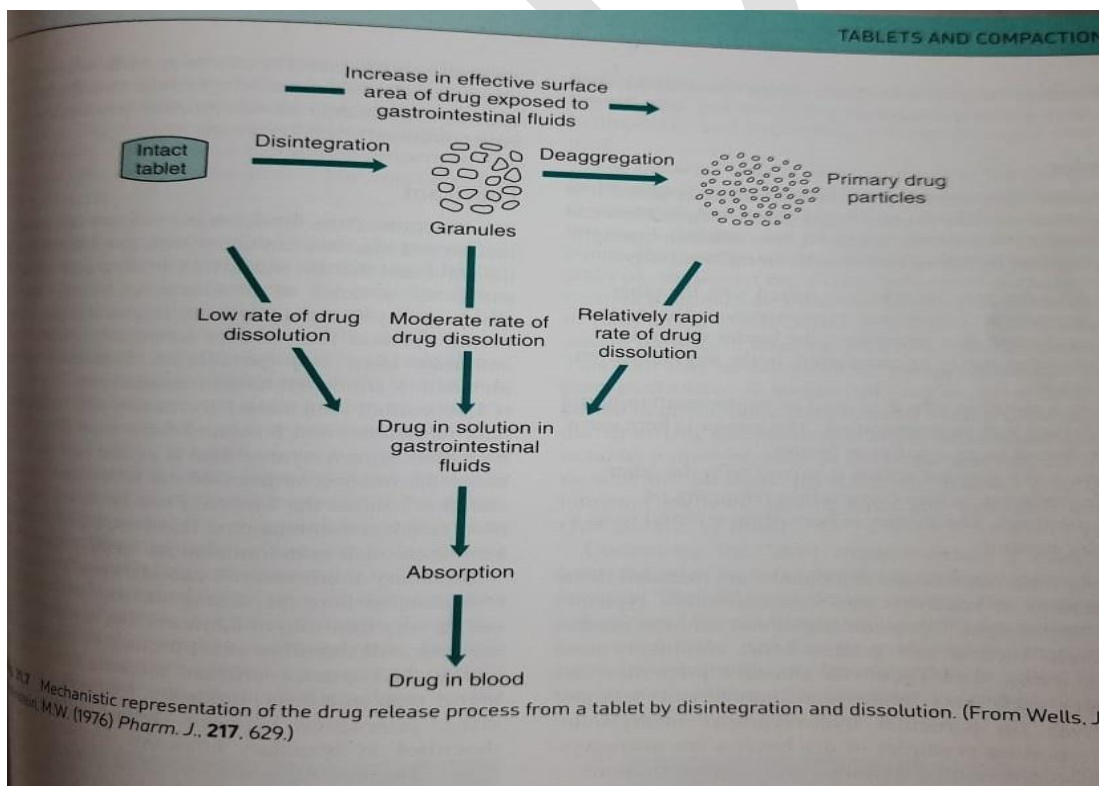 TABLETS AND COMPACTION
Increase in effective surface
area of drug exposed to
gastrointestinal fluids
Intact
tablet
Disintegration
Deaggregation
Primary drug
particles
Granules
Low rate of drug
dissolution
Moderate rate of
drug dissolution
Relatively rapid
rate of drug
dissolution
Drug in solution in
gastrointestinal
fluids
Absorption
Drug in blood
Mechanistic representation of the drug release process from a tablet by disintegration and dissolution. (From Wells, J
M.W. (1976) Pharm. J., 217, 629.)